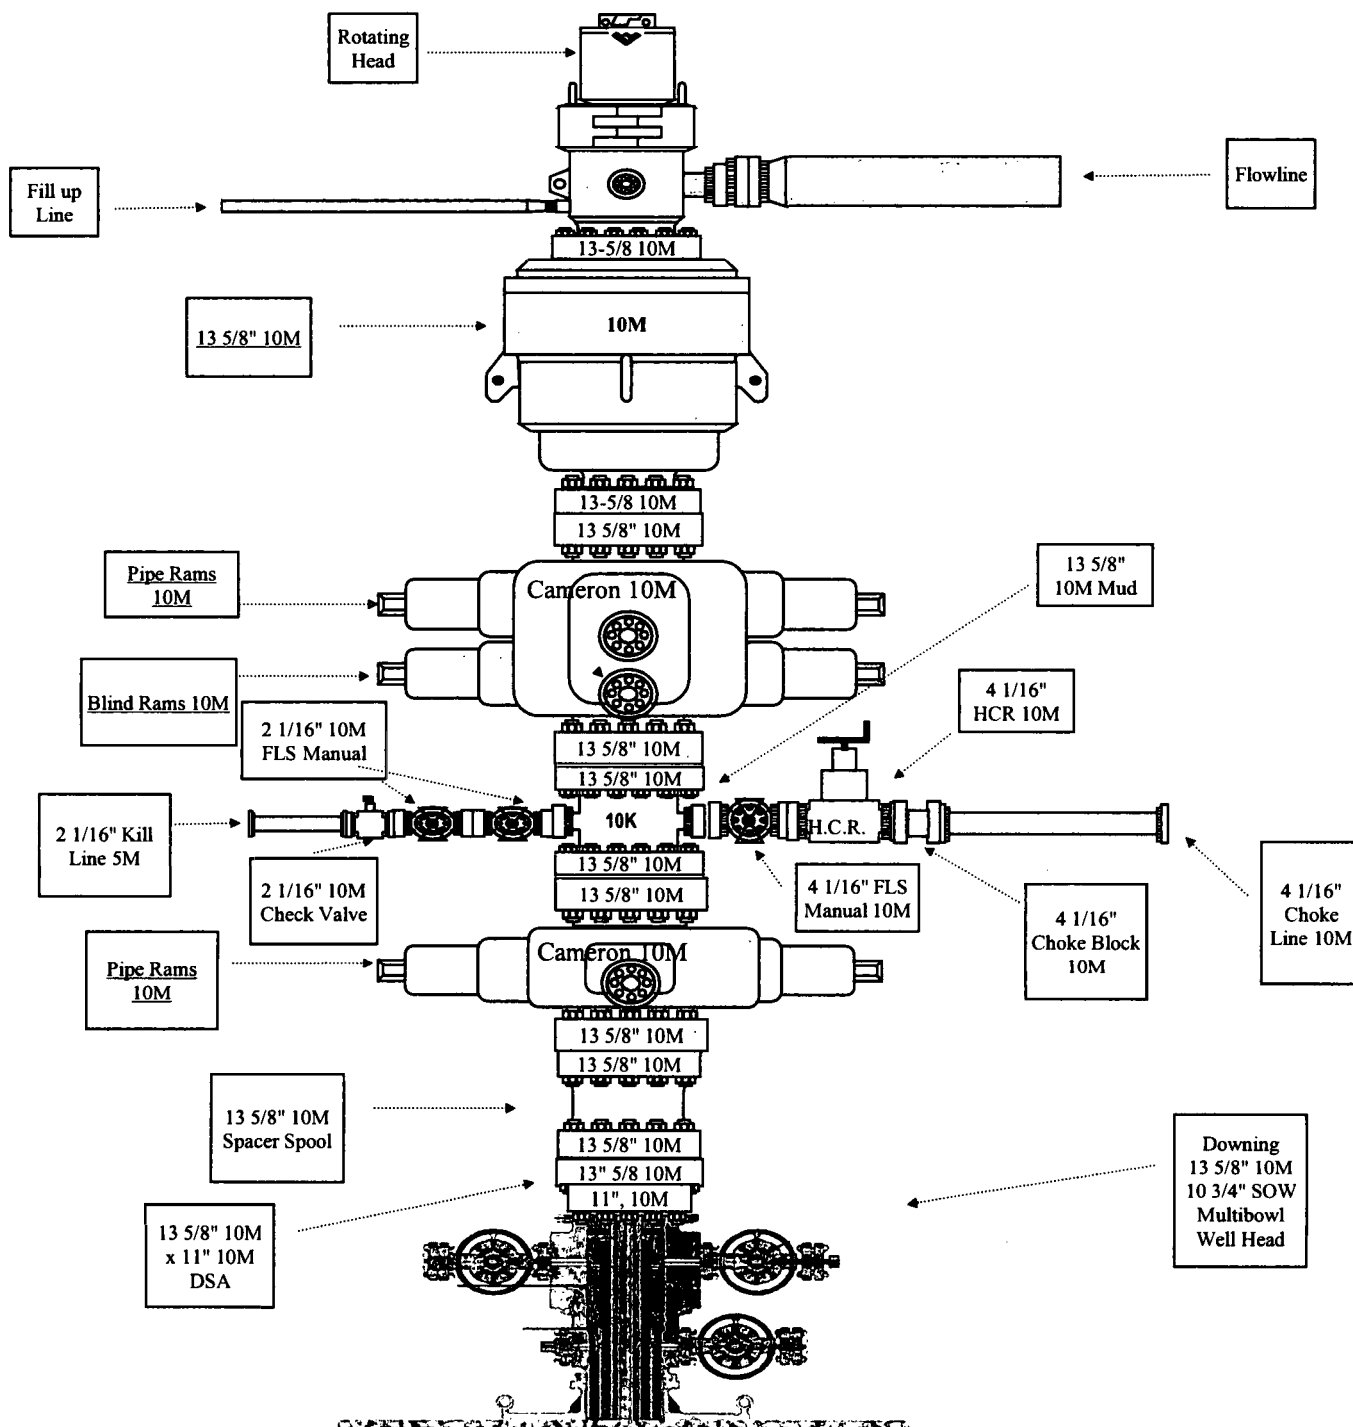 Rotating
Head
Fill up
Line
Flowline
13-5/8 10M
13 5/8" 10M
10M
13-5/8 10M
13 5/8" 10M
Pipe Rams
10M
Cameron 10M
13 5/8"
10M Mud
Blind Rams 10M
2 1/16" 10M
FLS Manual
4 1/16"
HCR 10M
13 5/8" 10M
13 5/8" 10M
2 1/16" Kill
Line 5M
10K
H.C.R.
13 5/8" 10M
13 5/8" 10M
2 1/16" 10M
Check Valve
4 1/16" FLS
Manual 10M
4 1/16"
Choke Block
10M
4 1/16"
Choke
Line 10M
Pipe Rams
10M
Cameron 10M
13 5/8" 10M
13 5/8" 10M
13 5/8" 10M
Spacer Spool
13 5/8" 10M
13" 5/8 10M
11", 10M
Downing
13 5/8" 10M
10 3/4" SOW
Multibowl
Well Head
13 5/8" 10M
x 11" 10M
DSA